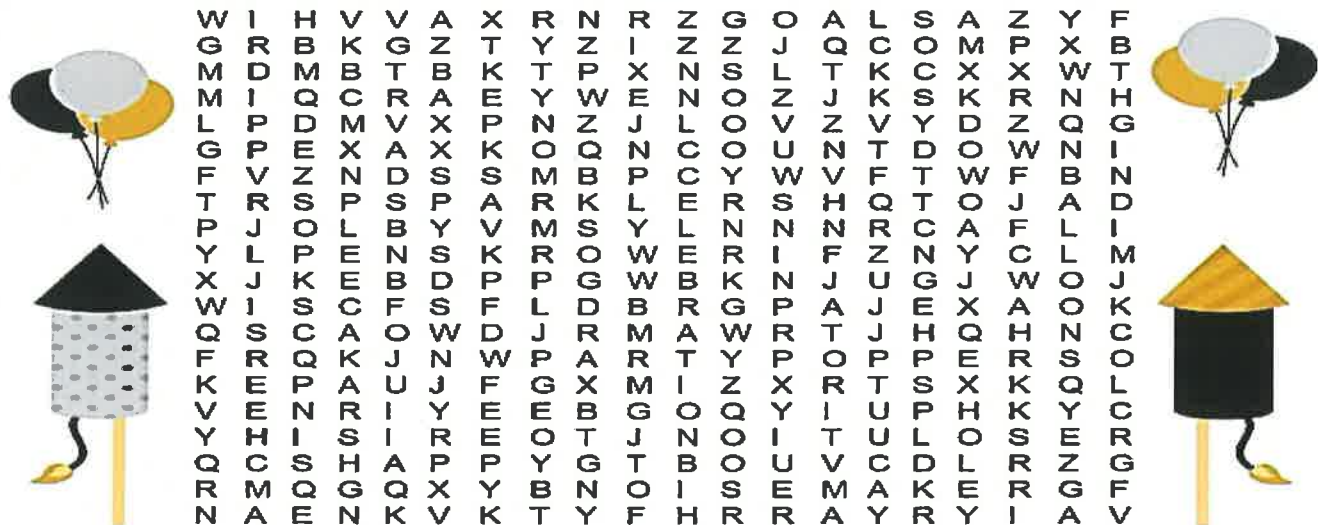 W I H V V A X R N R Z G O A L S A Z Y F
G R B K G Z T Y Z I Z Z J Q C O M P X B
M D M B T B K T P X N S L T K C X X W T
M I Q C R A E Y W E N O Z J K S K R N H
L P D M V X P N Z J L O V Z V Y D Z Q G
G P E X A X K O Q N C O U N T D O W N I
F V Z N D S S M B P C Y W V F T W F B N
T R S P S P A R K L E R S H Q T O J A D
P J O L B Y V M S Y L N N N R C A F L I
Y L P E N S K R O W E R I F Z N Y C L M
X J K E B D P P G W B K N J U G J W O J
W I S C F S F L D B R G P A J E X A O K
Q S C A O W D J R M A W R T J H Q H N C
F R Q K J N W P A R T Y P O P P E R S O
K E P A U J F G X M I Z X R T S X K Q L
V E N R I Y E E B G O Q Y I U P H K Y C
Y H I S I R E O T J N O I T U L O S E R
Q C S H A P P Y G T B O U V C D L R Z G
R M Q G Q X Y B N O I S E M A K E R G F
N A E N K V K T Y F H R R A Y R Y I A V